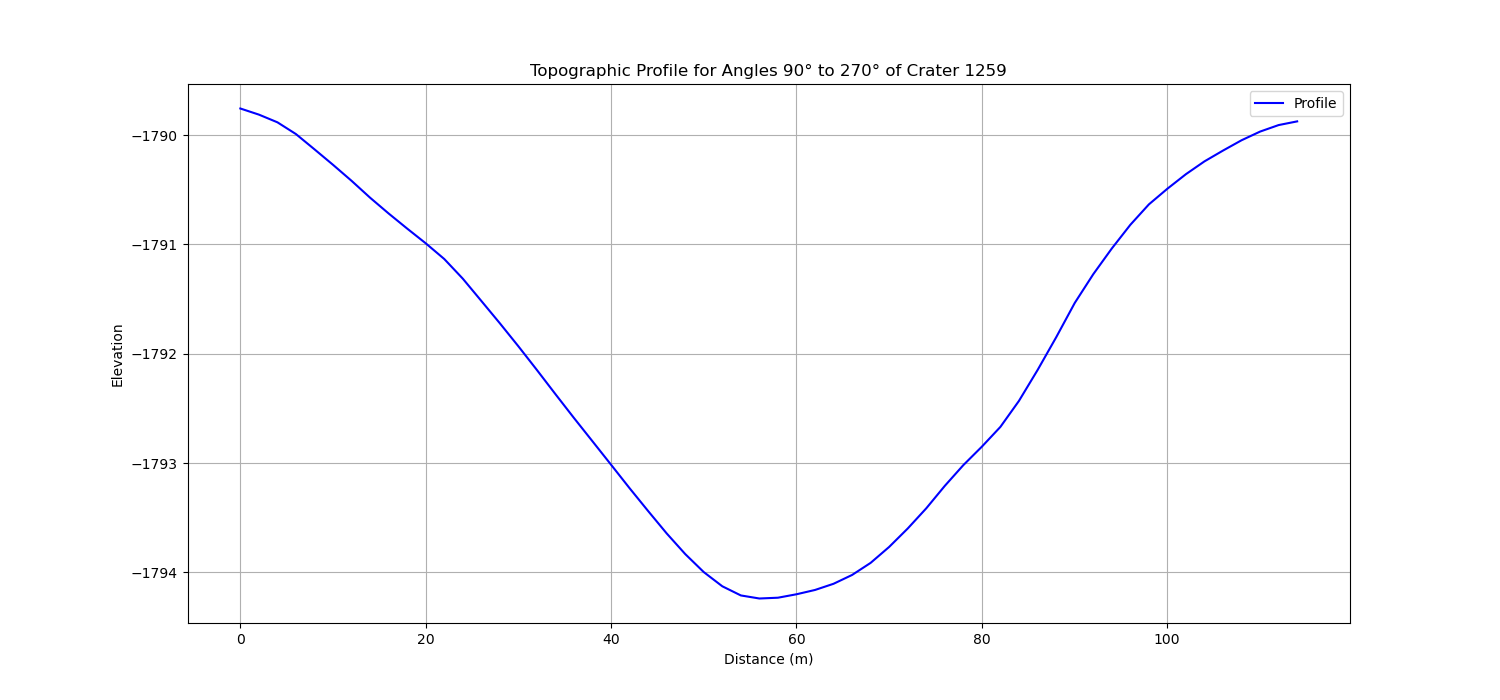 Topographic Profile for Angles 90° to 270° of Crater 1259
Profile
−1790
−1791
−1792
−1793
−1794
Elevation
0 20 40 60 80 100
Distance (m)